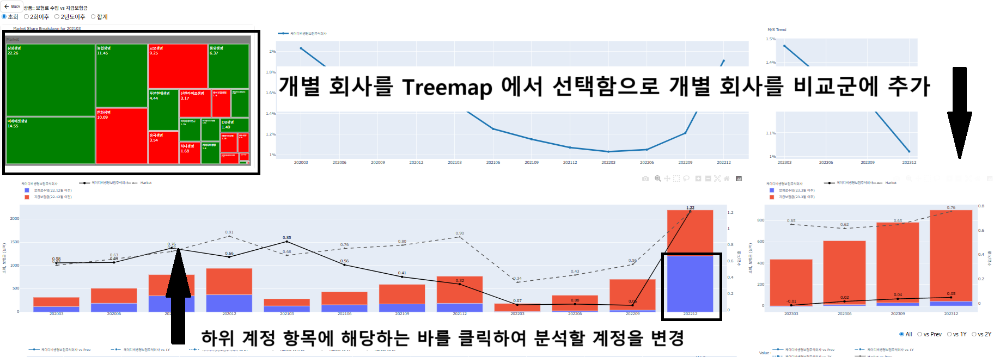 Back
상품:: 보험료 수입 vs 지급보험금
초회 2회이후 2년도이후 합계
Market Share Breakdown for 202103
Market
삼성생명
22.26
미래에셋생명
14.55
농협생명
11.45
한화생명
10.09
교보생명
9.25
동양생명
6.37
푸본현대생명
4.44
흥국생명
3.54
신한라이프생명
3.17
하나생명
1.68
DB생명
1.49
케이디비생명보험주식회사
2%
1.8%
1.6%
1.4%
1.2%
1%
202003 202006 202009 202012 202103 202106 202109 202112 202203 202206 202209 202212
M/S Trend
1.5%
1.4%
1.1%
1%
202303 202306 202309 202312
개별 회사를 Treemap 에서 선택함으로 개별 회사를 비교군에 추가
케이디비생명보험주식회사
보험료수입(22.12월 이전)
지급보험금(22.12월 이전)
케이디비생명보험주식회사 Market
초회, 보험금 (십억)
2000
1500
1000
500
0
0.58 0.63 0.76 0.91 0.66 0.85 0.68 0.56 0.76 0.41 0.80 0.32 0.90 0.07 0.34 0.08 0.43 0.06 0.56
1.2
1
0.8
0.6
0.4
0.2
0
수입/지출
202003 202006 202012 202103 202106 202109 202112 202203 202206 202209 202212
케이디비생명보험주식회사
보험료수입(23.3월 이후)
지급보험금(23.3월 이후)
케이디비생명보험주식회사 Market
초회, 보험금 (십억)
800
600
400
200
0
0.65 0.62 0.65 0.76
-0.01 0.02 0.04 0.05
0.8
0.6
0.4
0.2
0
수입/지출
202303 202306 202309 202312
하위 계정 항목에 해당하는 바를 클릭하여 분석할 계정을 변경
All vs Prev vs 1Y vs 2Y
케이디비생명보험주식회사 vs Prev 케이디비생명보험주식회사 vs 1Y
Value
케이디비생명보험주식회사 vs Prev 케이디비생명보험주식회사 vs 1Y